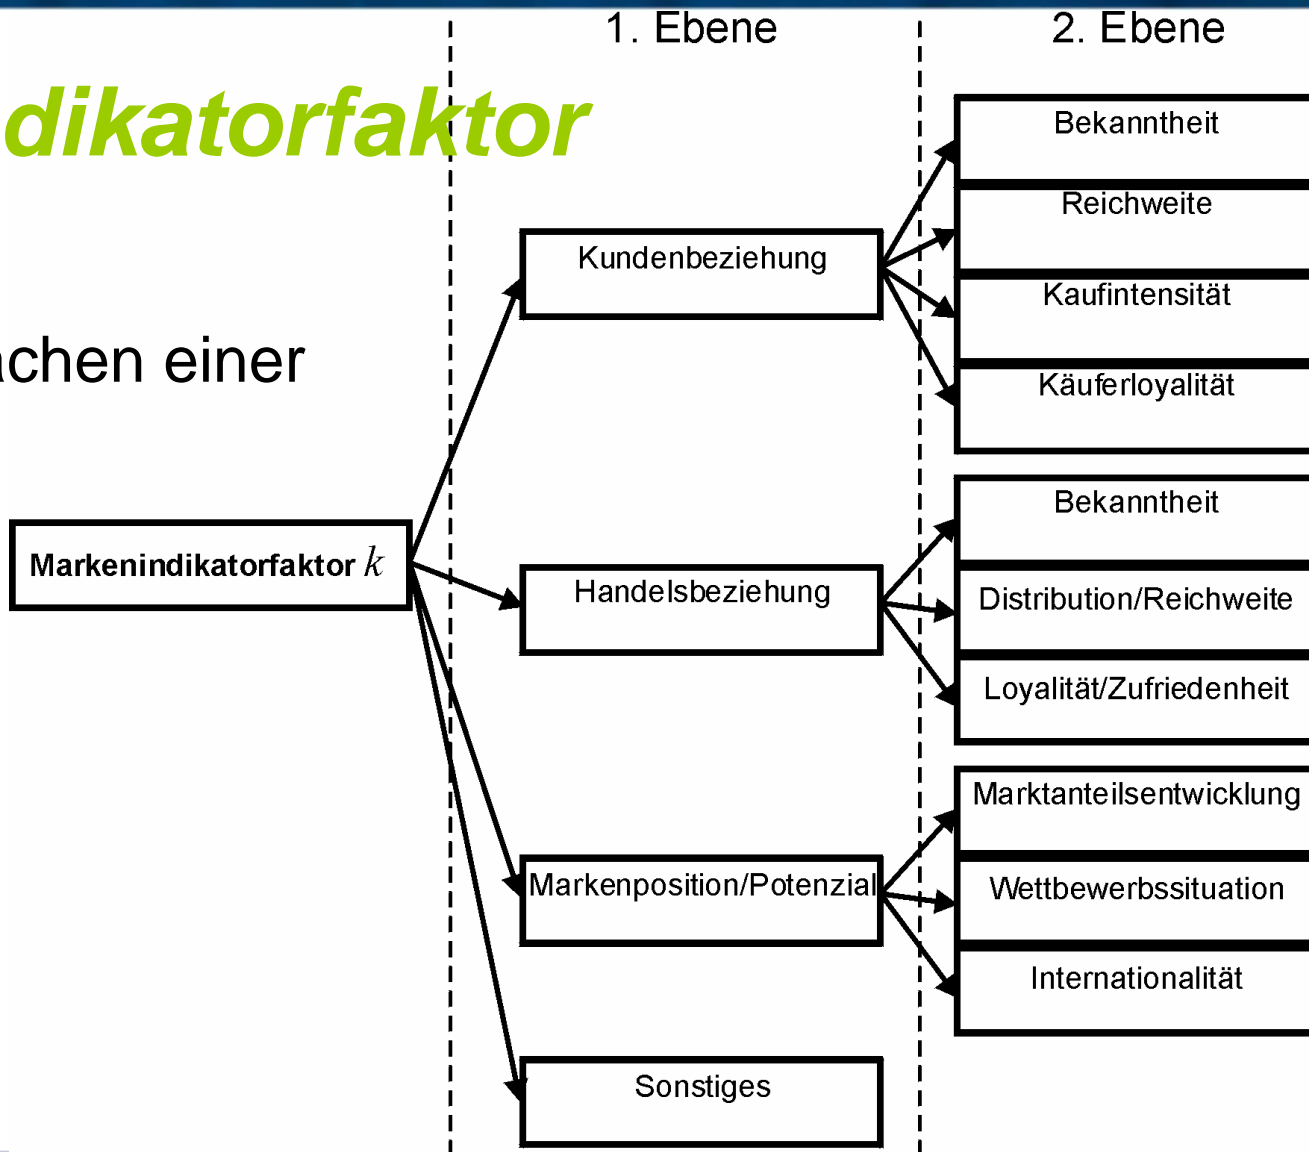 1. Ebene
2. Ebene
dikatorfaktor
chen einer
Markenindikatorfaktor k
Kundenbeziehung
Bekanntheit
Reichweite
Kaufintensität
Käuferloyalität
Handelsbeziehung
Bekanntheit
Distribution/Reichweite
Loyalität/Zufriedenheit
Markenposition/Potenzial
Marktanteilsentwicklung
Wettbewerbssituation
Internationalität
Sonstiges